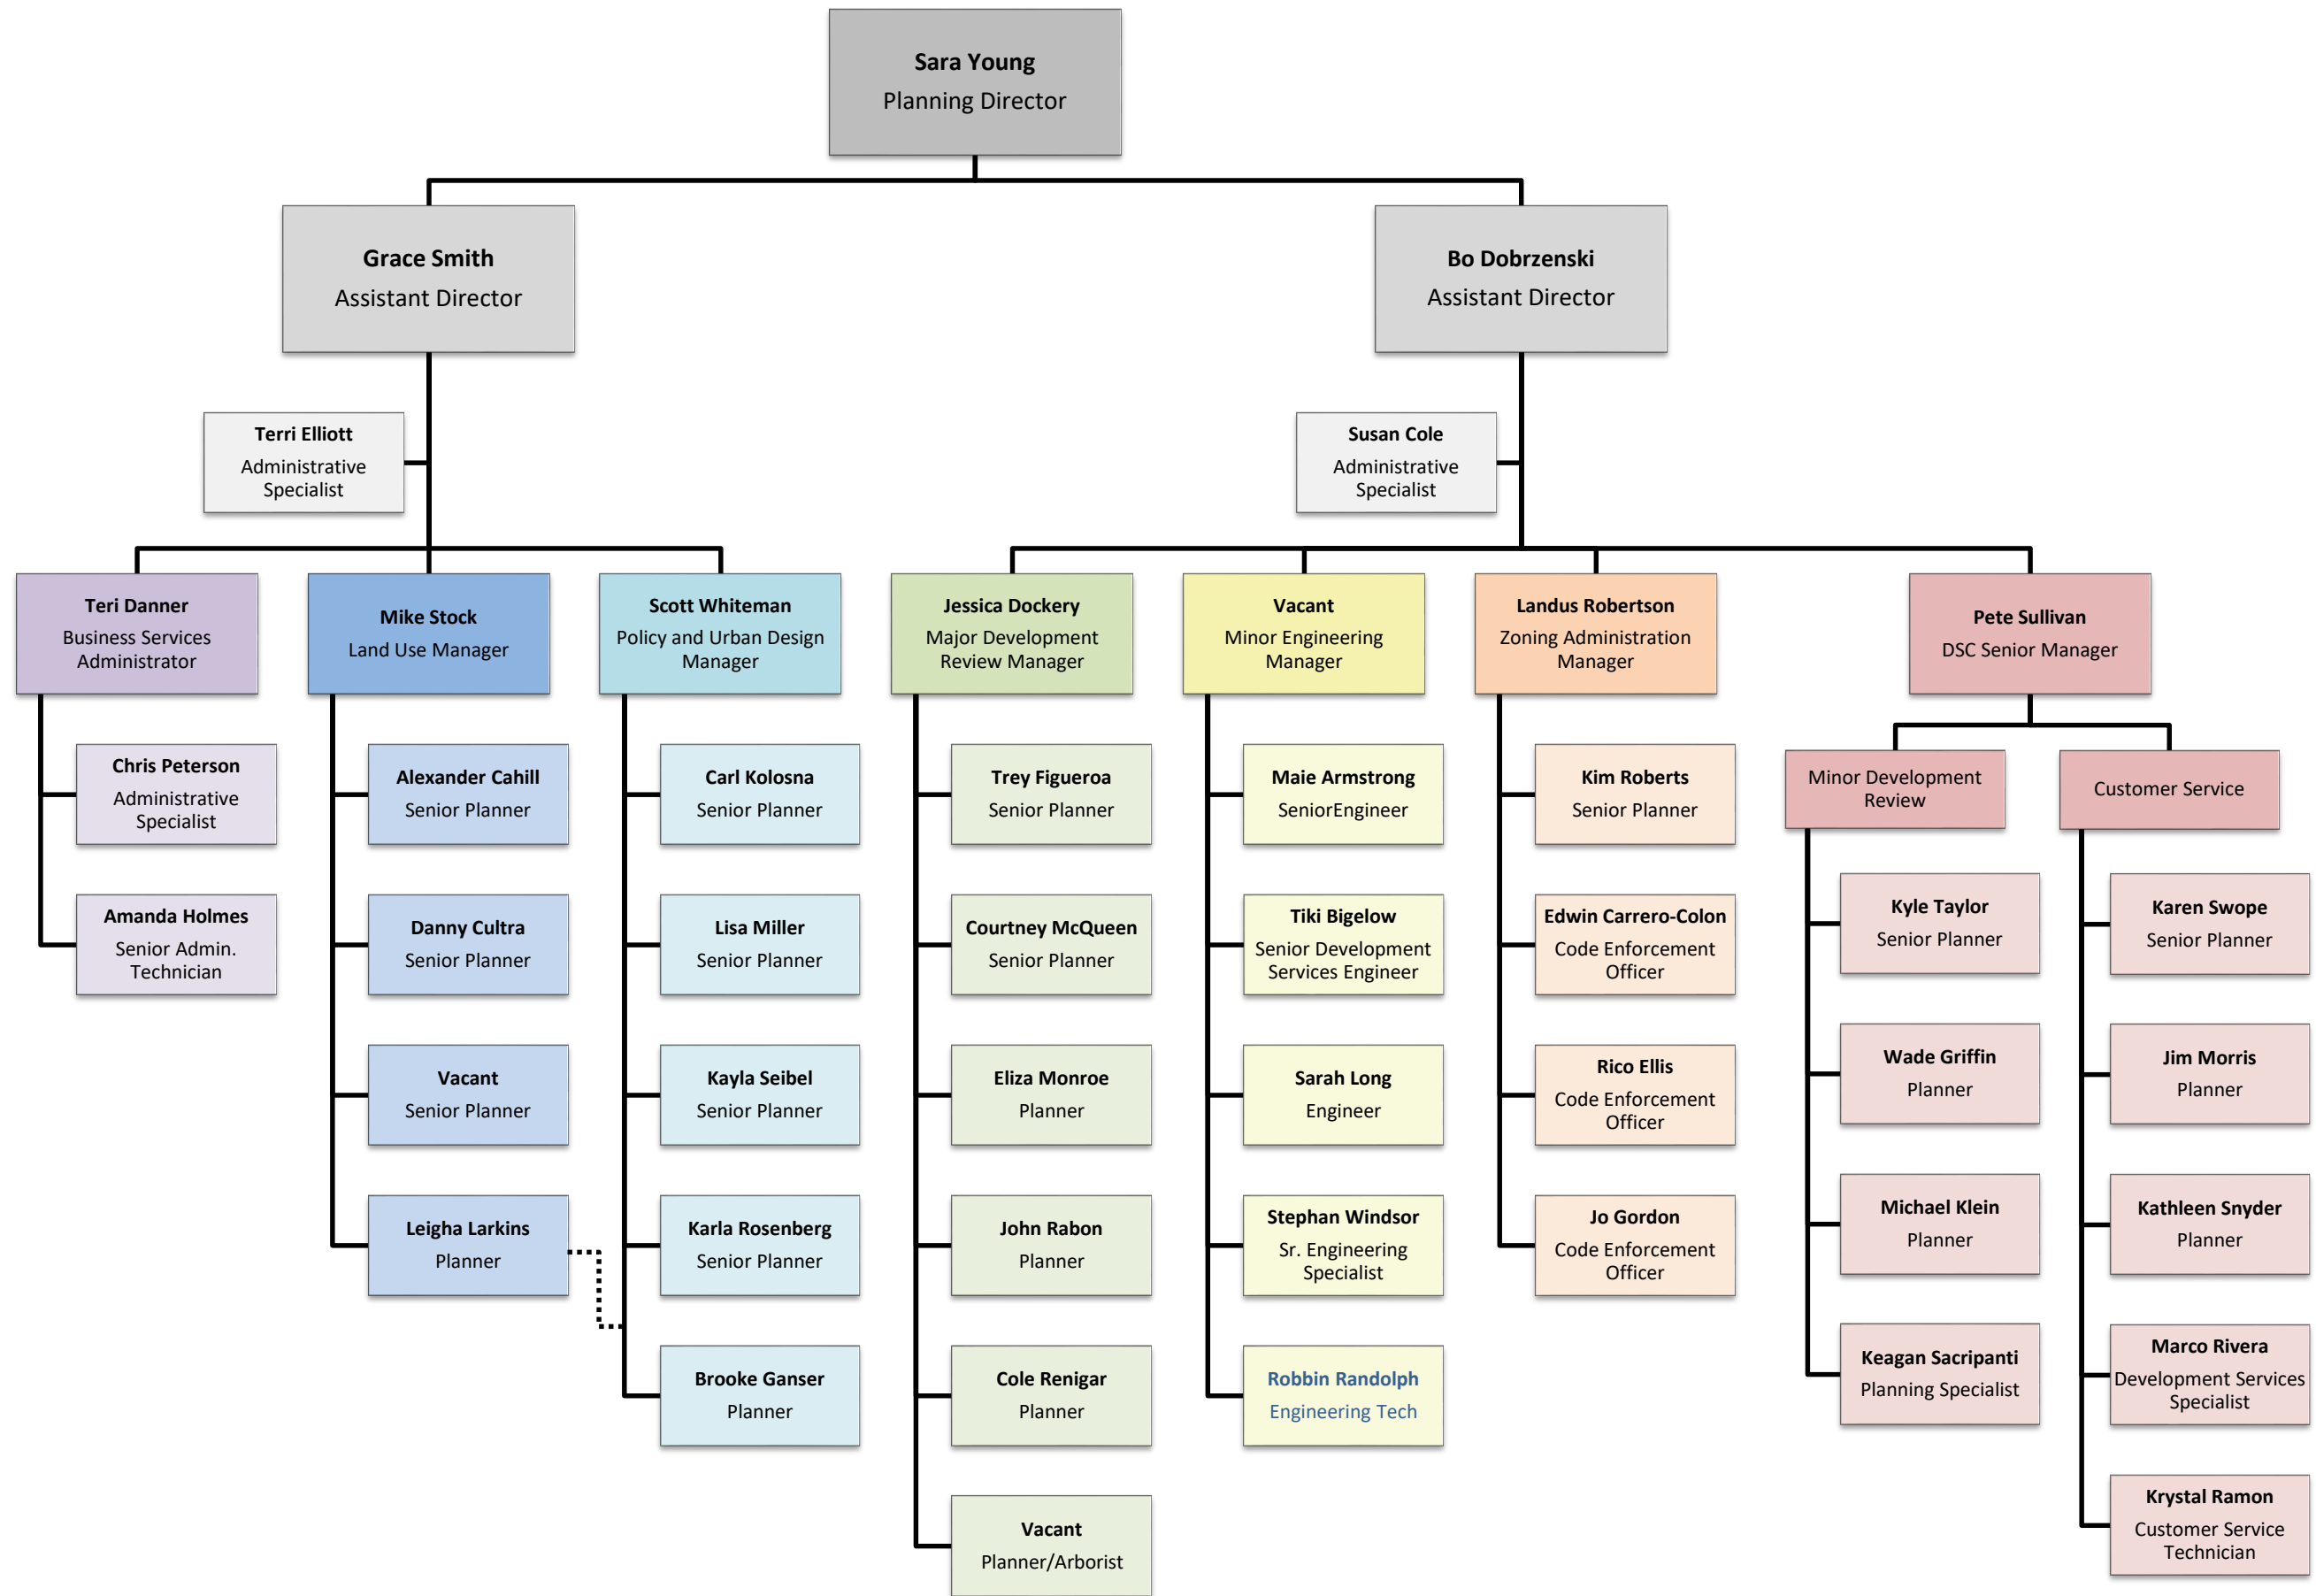 Sara Young
Planning Director
Grace Smith
Assistant Director
Bo Dobrzenski
Assistant Director
Terri Elliott
Administrative
Specialist
Susan Cole
Administrative
Specialist
Teri Danner
Business Services
Administrator
Mike Stock
Land Use Manager
Scott Whiteman
Policy and Urban Design
Manager
Jessica Dockery
Major Development
Review Manager
Vacant
Minor Engineering
Manager
Landus Robertson
Zoning Administration
Manager
Pete Sullivan
DSC Senior Manager
Chris Peterson
Administrative
Specialist
Amanda Holmes
Senior Admin.
Technician
Alexander Cahill
Senior Planner
Danny Cultra
Senior Planner
Vacant
Senior Planner
Leigha Larkins
Planner
Carl Kolosna
Senior Planner
Lisa Miller
Senior Planner
Kayla Seibel
Senior Planner
Karla Rosenberg
Senior Planner
Brooke Ganser
Planner
Trey Figueroa
Senior Planner
Courtney McQueen
Senior Planner
Eliza Monroe
Planner
John Rabon
Planner
Cole Renigar
Planner
Vacant
Planner/Arborist
Maie Armstrong
SeniorEngineer
Tiki Bigelow
Senior Development
Services Engineer
Sarah Long
Engineer
Stephan Windsor
Sr. Engineering
Specialist
Robbin Randolph
Engineering Tech
Kim Roberts
Senior Planner
Edwin Carrero-Colon
Code Enforcement
Officer
Rico Ellis
Code Enforcement
Officer
Jo Gordon
Code Enforcement
Officer
Minor Development
Review
Kyle Taylor
Senior Planner
Wade Griffin
Planner
Michael Klein
Planner
Keagan Sacripanti
Planning Specialist
Customer Service
Karen Swope
Senior Planner
Jim Morris
Planner
Kathleen Snyder
Planner
Marco Rivera
Development Services
Specialist
Krystal Ramon
Customer Service
Technician